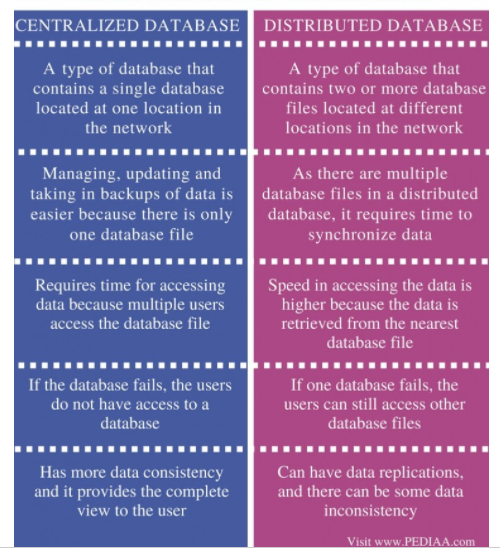 CENTRALIZED DATABASE
A type of database that
contains a single database
located at one location in
the network
Managing, updating and
taking in backups of data is
easier because there is only
one database file
Requires time for accessing
data because multiple users
access the database file
If the database fails, the users
do not have access to a
database
Has more data consistency
and it provides the complete
view to the user
DISTRIBUTED DATABASE
A type of database that
contains two or more database
files located at different
locations in the network
As there are multiple
database files in a distributed
database, it requires time to
synchronize data
Speed in accessing the data is
higher because the data is
retrieved from the nearest
database file
If one database fails, the
users can still access other
database files
Can have data replications,
and there can be some data
inconsistency
Visit www.PEDIAA.com